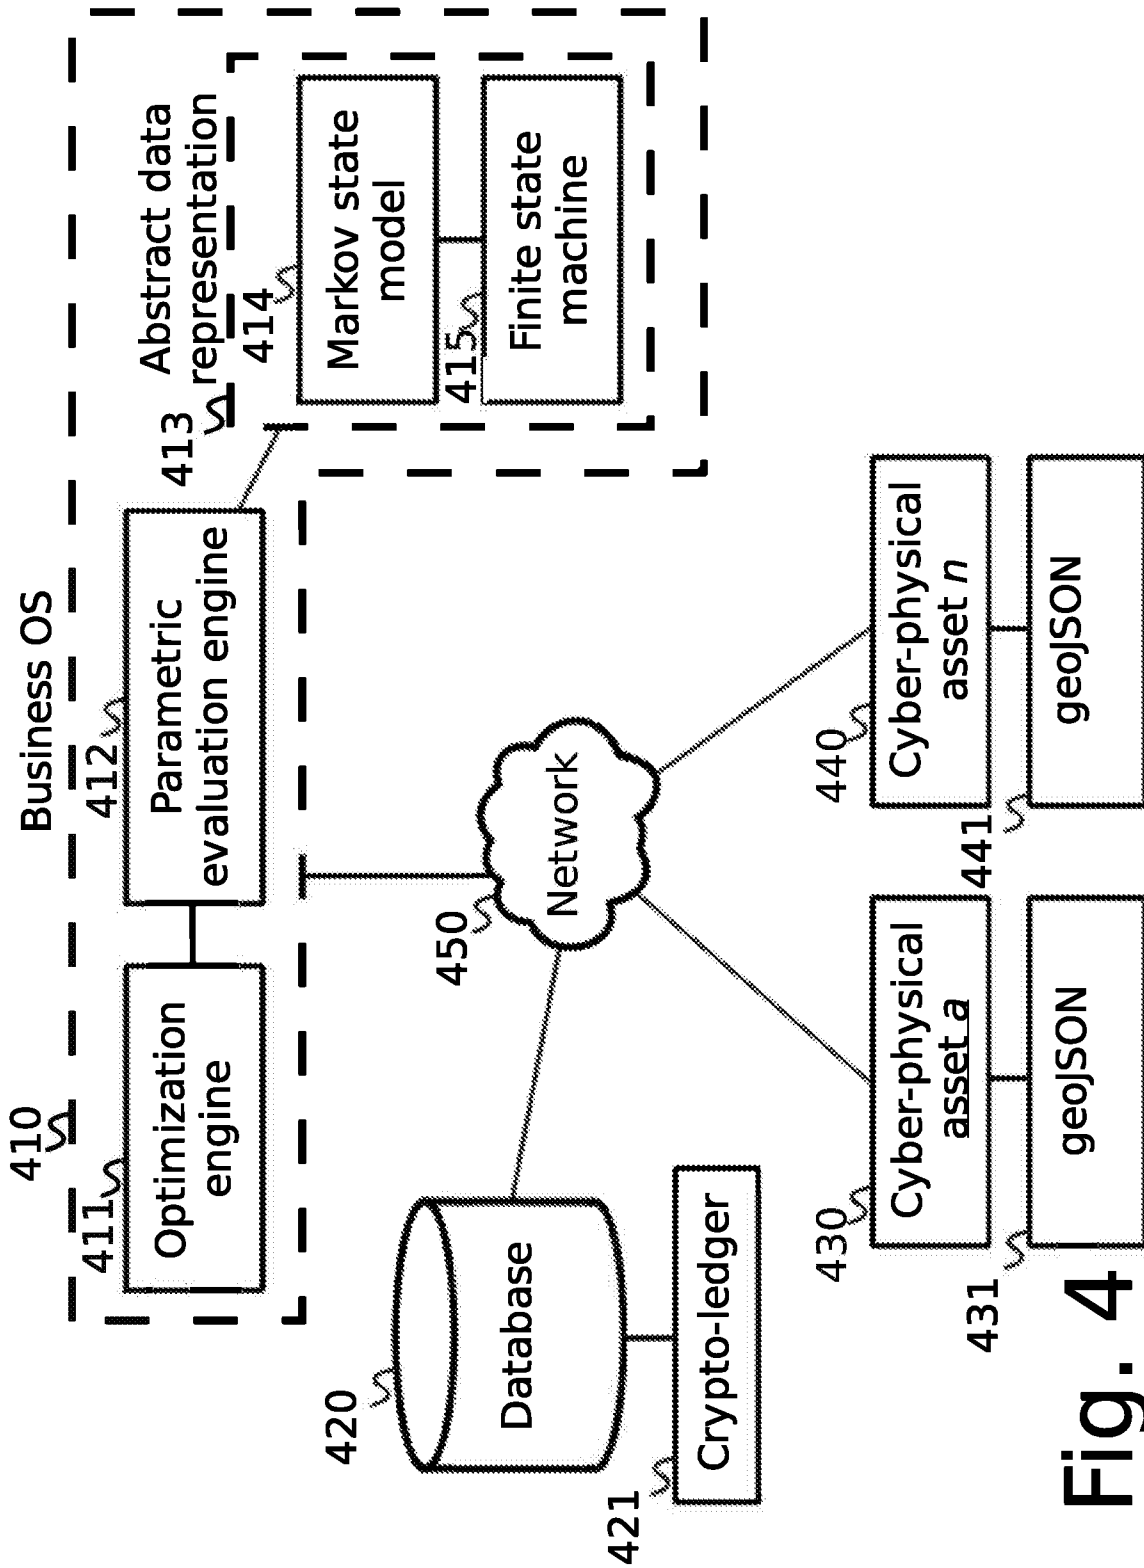 Business OS
410
411
Optimization
engine
412
Parametric
evaluation engine
413
Abstract data
representation
414
Markov state
model
415
Finite state
machine
420
Database
421
Crypto-ledger
450
Network
430
Cyber-physical
asset a
431
geoJSON
440
Cyber-physical
asset n
441
geoJSON
Fig. 4